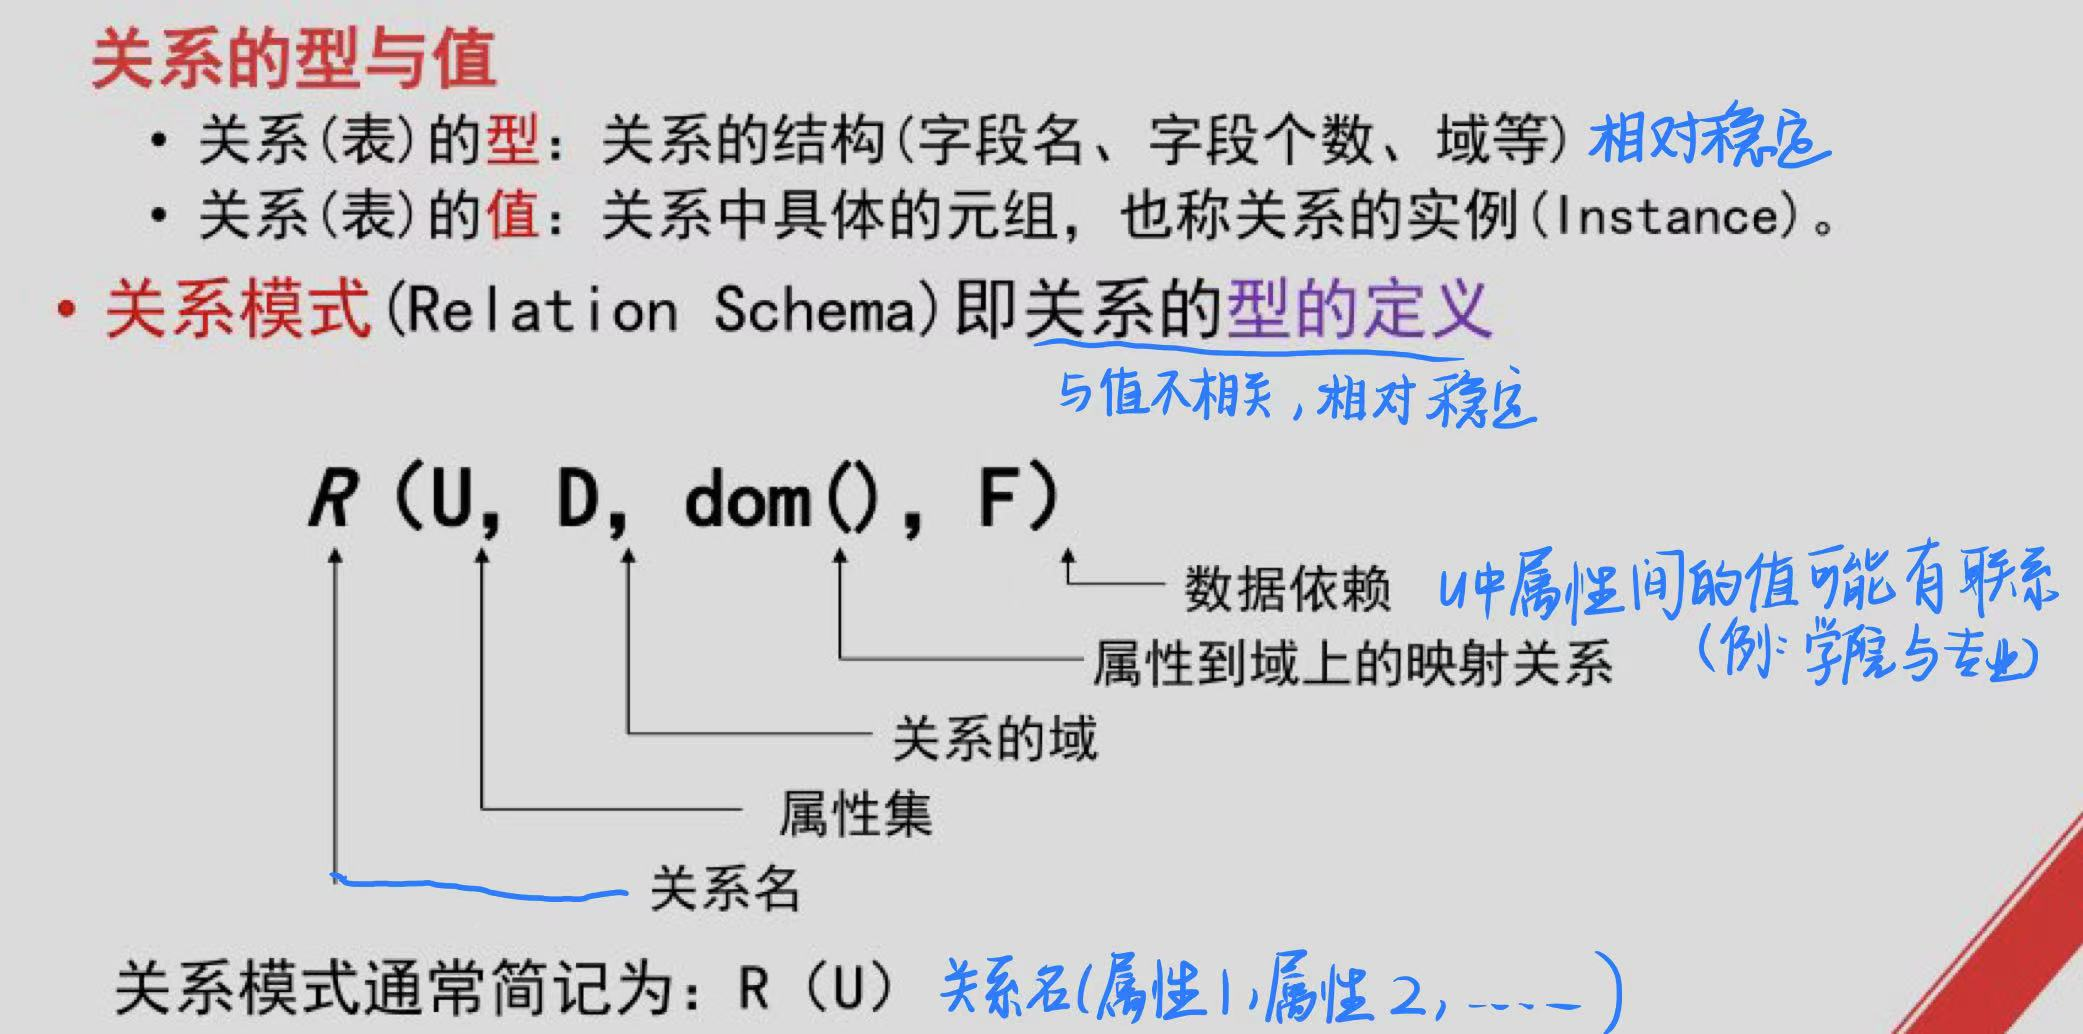 关系的型与值
• 关系(表)的型：关系的结构(字段名、字段个数、域等) 相对稳定
• 关系(表)的值：关系中具体的元组，也称关系的实例(Instance)。
• 关系模式(Relation Schema)即关系的型的定义
与值不相关，相对稳定
R（U，D，dom()，F）
数据依赖 U中属性间的值可能有联系
(例：学院与专业)
属性到域上的映射关系
关系的域
属性集
关系名
关系模式通常简记为：R（U） 关系名(属性1，属性2，……)